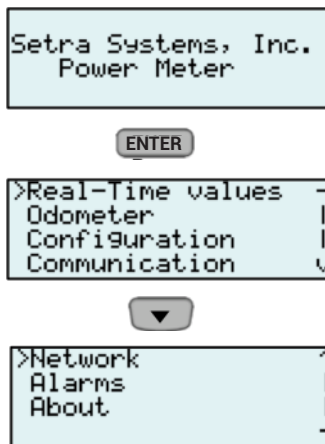 Setra Systems, Inc.
Power Meter
ENTER
>Real-Time values
Odometer
Configuration
Communication
>Network
Alarms
About